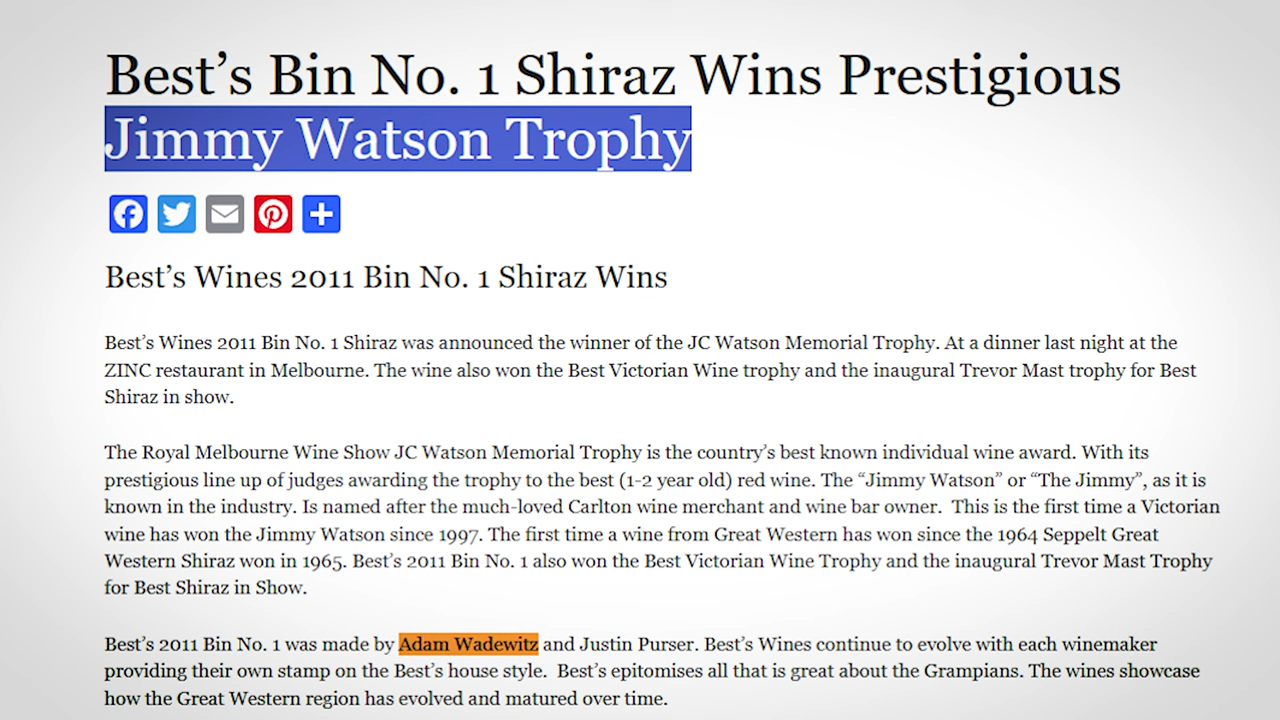 Best’s Bin No. 1 Shiraz Wins Prestigious
Jimmy Watson Trophy
Best’s Wines 2011 Bin No. 1 Shiraz Wins
Best’s Wines 2011 Bin No. 1 Shiraz was announced the winner of the JC Watson Memorial Trophy. At a dinner last night at the
ZINC restaurant in Melbourne. The wine also won the Best Victorian Wine trophy and the inaugural Trevor Mast trophy for Best
Shiraz in show.
The Royal Melbourne Wine Show JC Watson Memorial Trophy is the country’s best known individual wine award. With its
prestigious line up of judges awarding the trophy to the best (1-2 year old) red wine. The “Jimmy Watson” or “The Jimmy”, as it is
known in the industry. Is named after the much-loved Carlton wine merchant and wine bar owner.  This is the first time a Victorian
wine has won the Jimmy Watson since 1997. The first time a wine from Great Western has won since the 1964 Seppelt Great
Western Shiraz won in 1965. Best’s 2011 Bin No. 1 also won the Best Victorian Wine Trophy and the inaugural Trevor Mast Trophy
for Best Shiraz in Show.
Best’s 2011 Bin No. 1 was made by Adam Wadewitz and Justin Purser. Best’s Wines continue to evolve with each winemaker
providing their own stamp on the Best’s house style.  Best’s epitomises all that is great about the Grampians. The wines showcase
how the Great Western region has evolved and matured over time.